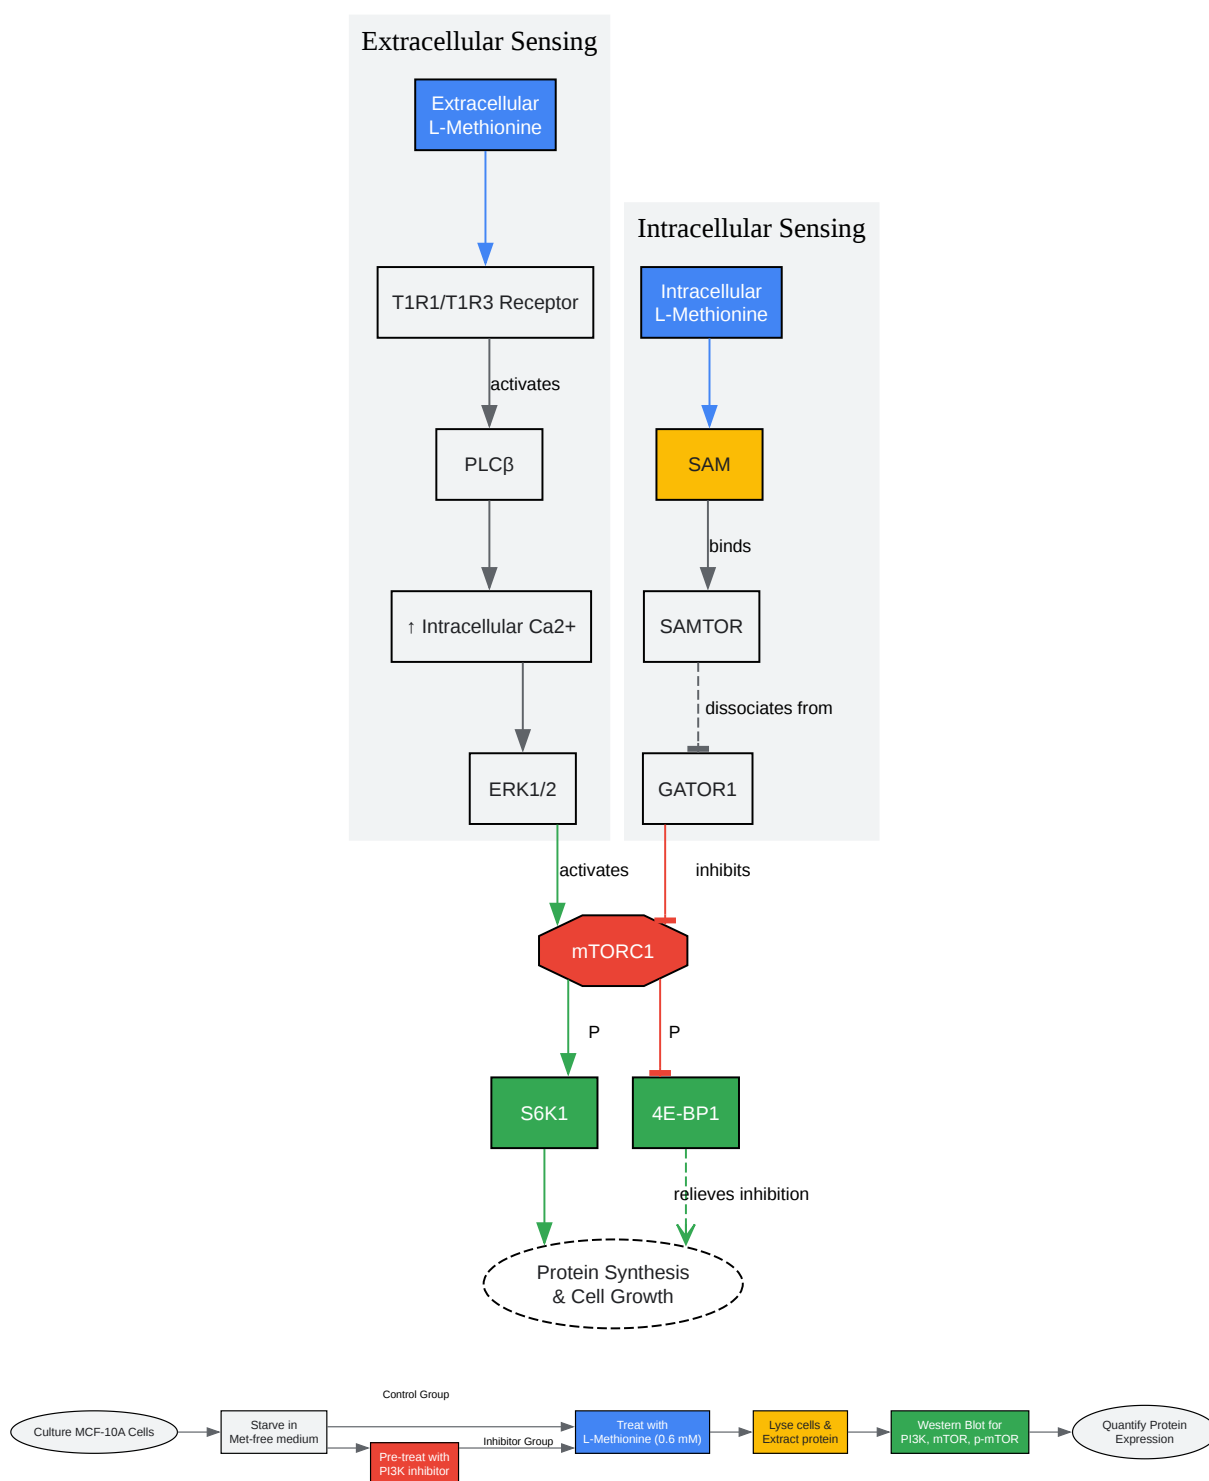 Extracellular Sensing
Extracellular
L-Methionine
T1R1/T1R3 Receptor
activates
PLCβ
↑ Intracellular Ca2+
ERK1/2
Intracellular Sensing
Intracellular
L-Methionine
SAM
binds
SAMTOR
dissociates from
GATOR1
activates
inhibits
mTORC1
P
P
S6K1
4E-BP1
relieves inhibition
Protein Synthesis
& Cell Growth
Culture MCF-10A Cells
Starve in
Met-free medium
Control Group
Pre-treat with
PI3K inhibitor
Inhibitor Group
Treat with
L-Methionine (0.6 mM)
Lyse cells &
Extract protein
Western Blot for
PI3K, mTOR, p-mTOR
Quantify Protein
Expression